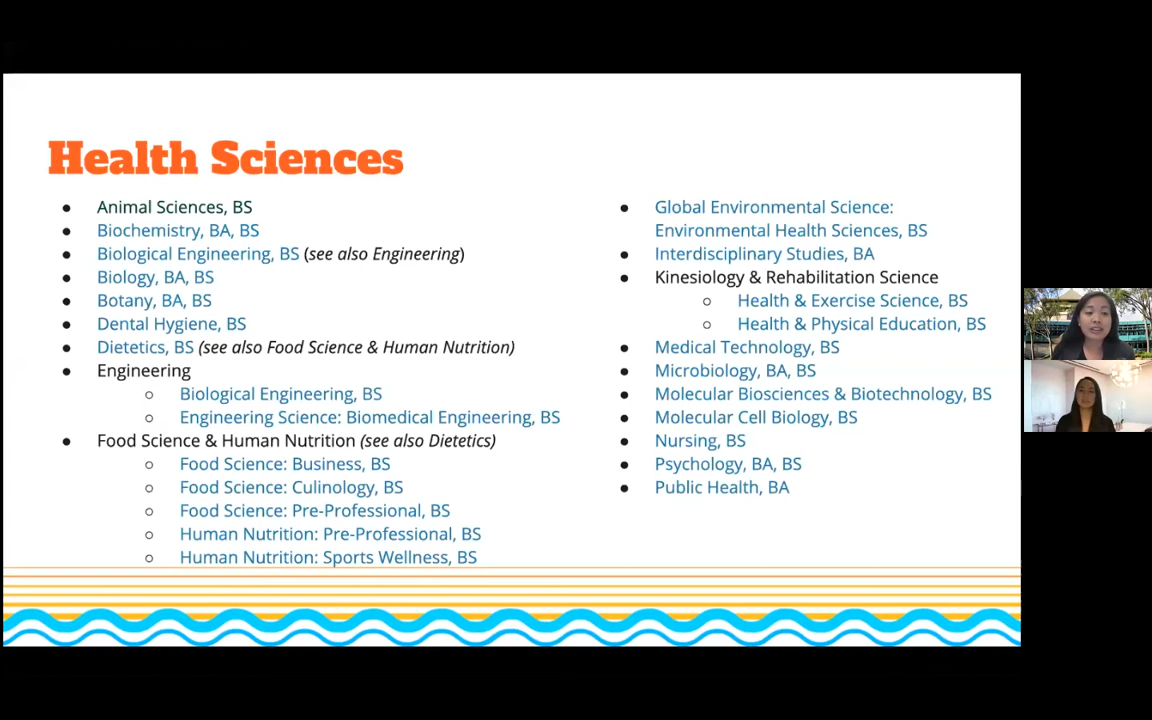 Health Sciences
● Animal Sciences, BS
● Biochemistry, BA, BS
● Biological Engineering, BS (see also Engineering)
● Biology, BA, BS
● Botany, BA, BS
● Dental Hygiene, BS
● Dietetics, BS (see also Food Science & Human Nutrition)
● Engineering
○ Biological Engineering, BS
○ Engineering Science: Biomedical Engineering, BS
● Food Science & Human Nutrition (see also Dietetics)
○ Food Science: Business, BS
○ Food Science: Culinology, BS
○ Food Science: Pre-Professional, BS
○ Human Nutrition: Pre-Professional, BS
○ Human Nutrition: Sports Wellness, BS
● Global Environmental Science:
Environmental Health Sciences, BS
● Interdisciplinary Studies, BA
● Kinesiology & Rehabilitation Science
○ Health & Exercise Science, BS
○ Health & Physical Education, BS
● Medical Technology, BS
● Microbiology, BA, BS
● Molecular Biosciences & Biotechnology, BS
● Molecular Cell Biology, BS
● Nursing, BS
● Psychology, BA, BS
● Public Health, BA